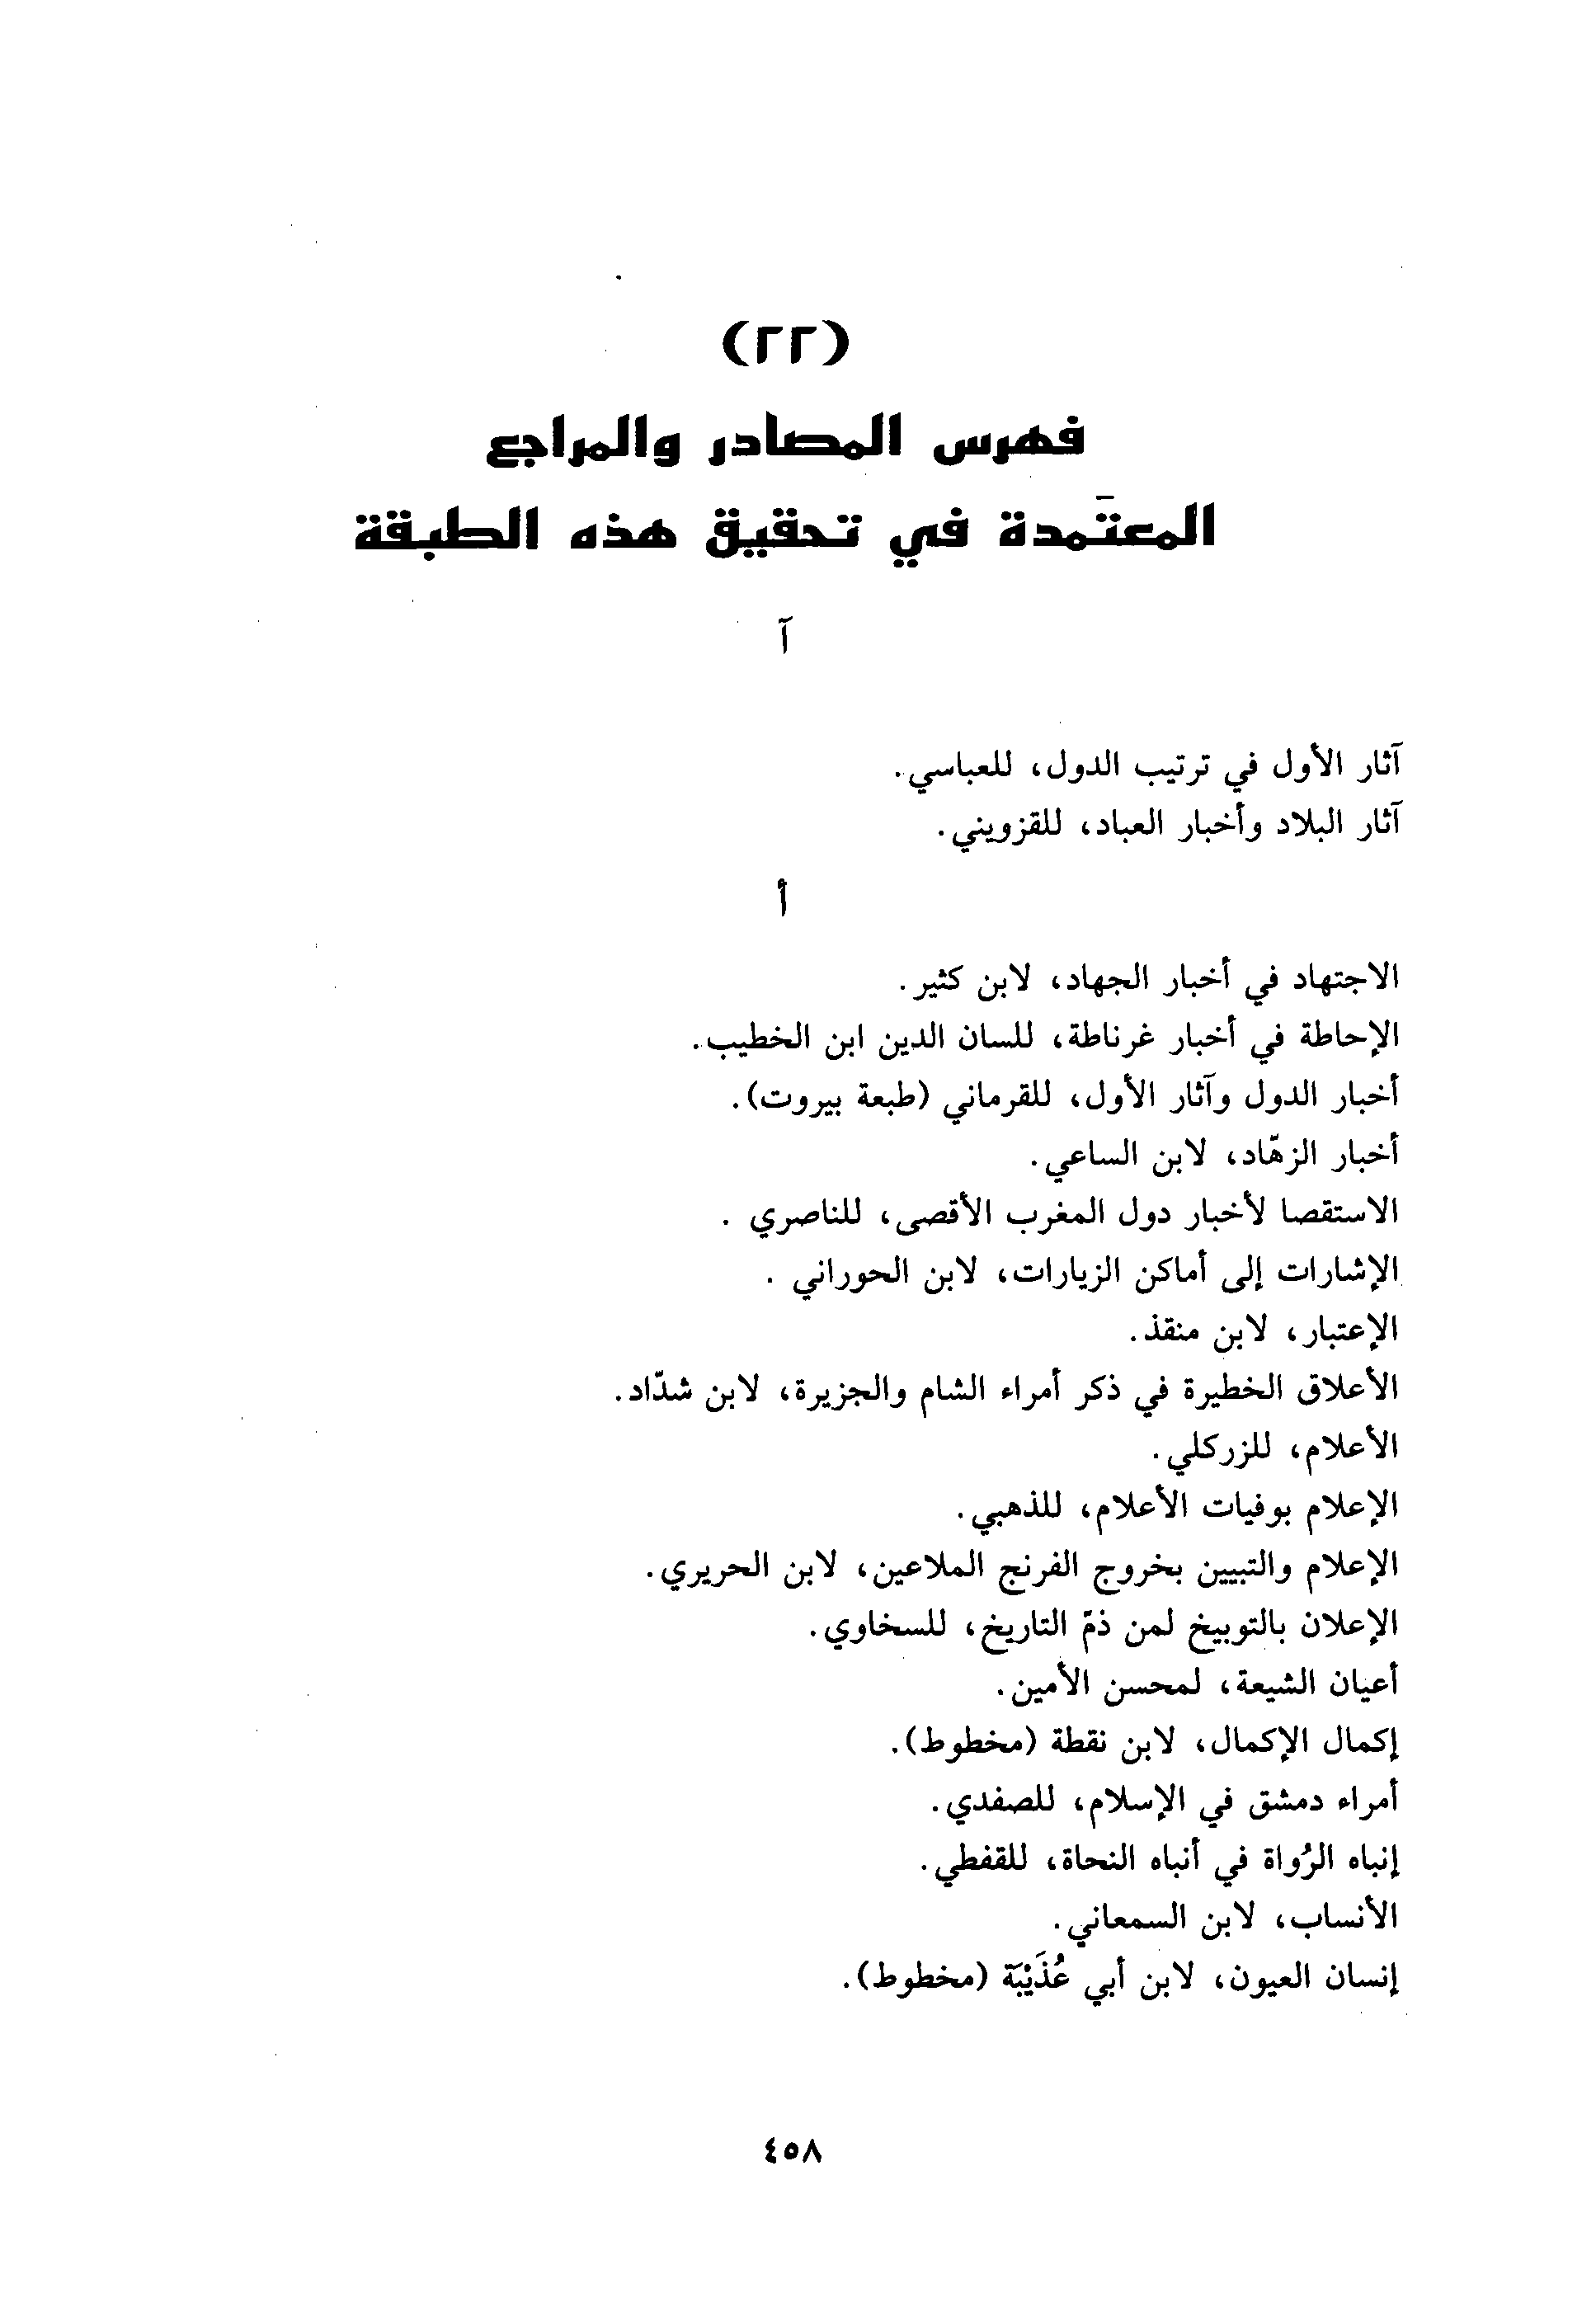 (٢٢)
فهرس المصادر والمراجع
المعتَمدة في تحقيق هذه الطبقة
آ
آثار الأول في ترتيب الدول، للعباسي.
آثار البلاد وأخبار العباد، للقزويني.
أ
الاجتهاد في أخبار الجهاد، لابن كثير.
الإحاطة في أخبار غرناطة، للسان الدين ابن الخطيب.
أخبار الدول وآثار الأول، للقرماني (طبعة بيروت).
أخبار الزهّاد، لابن الساعي.
الاستقصا لأخبار دول المغرب الأقصى، للناصري .
الإشارات إلى أماكن الزيارات، لابن الحوراني .
الإعتبار، لابن منقذ.
الأعلاق الخطيرة في ذكر أمراء الشام والجزيرة، لابن شدّاد.
الأعلام، للزركلي.
الإعلام بوفيات الأعلام، للذهبي.
الإعلام والتبيين بخروج الفرنج الملاعين، لابن الحريري.
الإعلان بالتوبيخ لمن ذمّ التاريخ، للسخاوي.
أعيان الشيعة، لمحسن الأمين.
إكمال الإكمال، لابن نقطة (مخطوط).
أمراء دمشق في الإسلام، للصفدي.
إنباه الرُواة في أنباه النحاة، للقفطي.
الأنساب، لابن السمعاني.
إنسان العيون، لابن أبي عُذَيْبَة (مخطوط).
٤٥٨